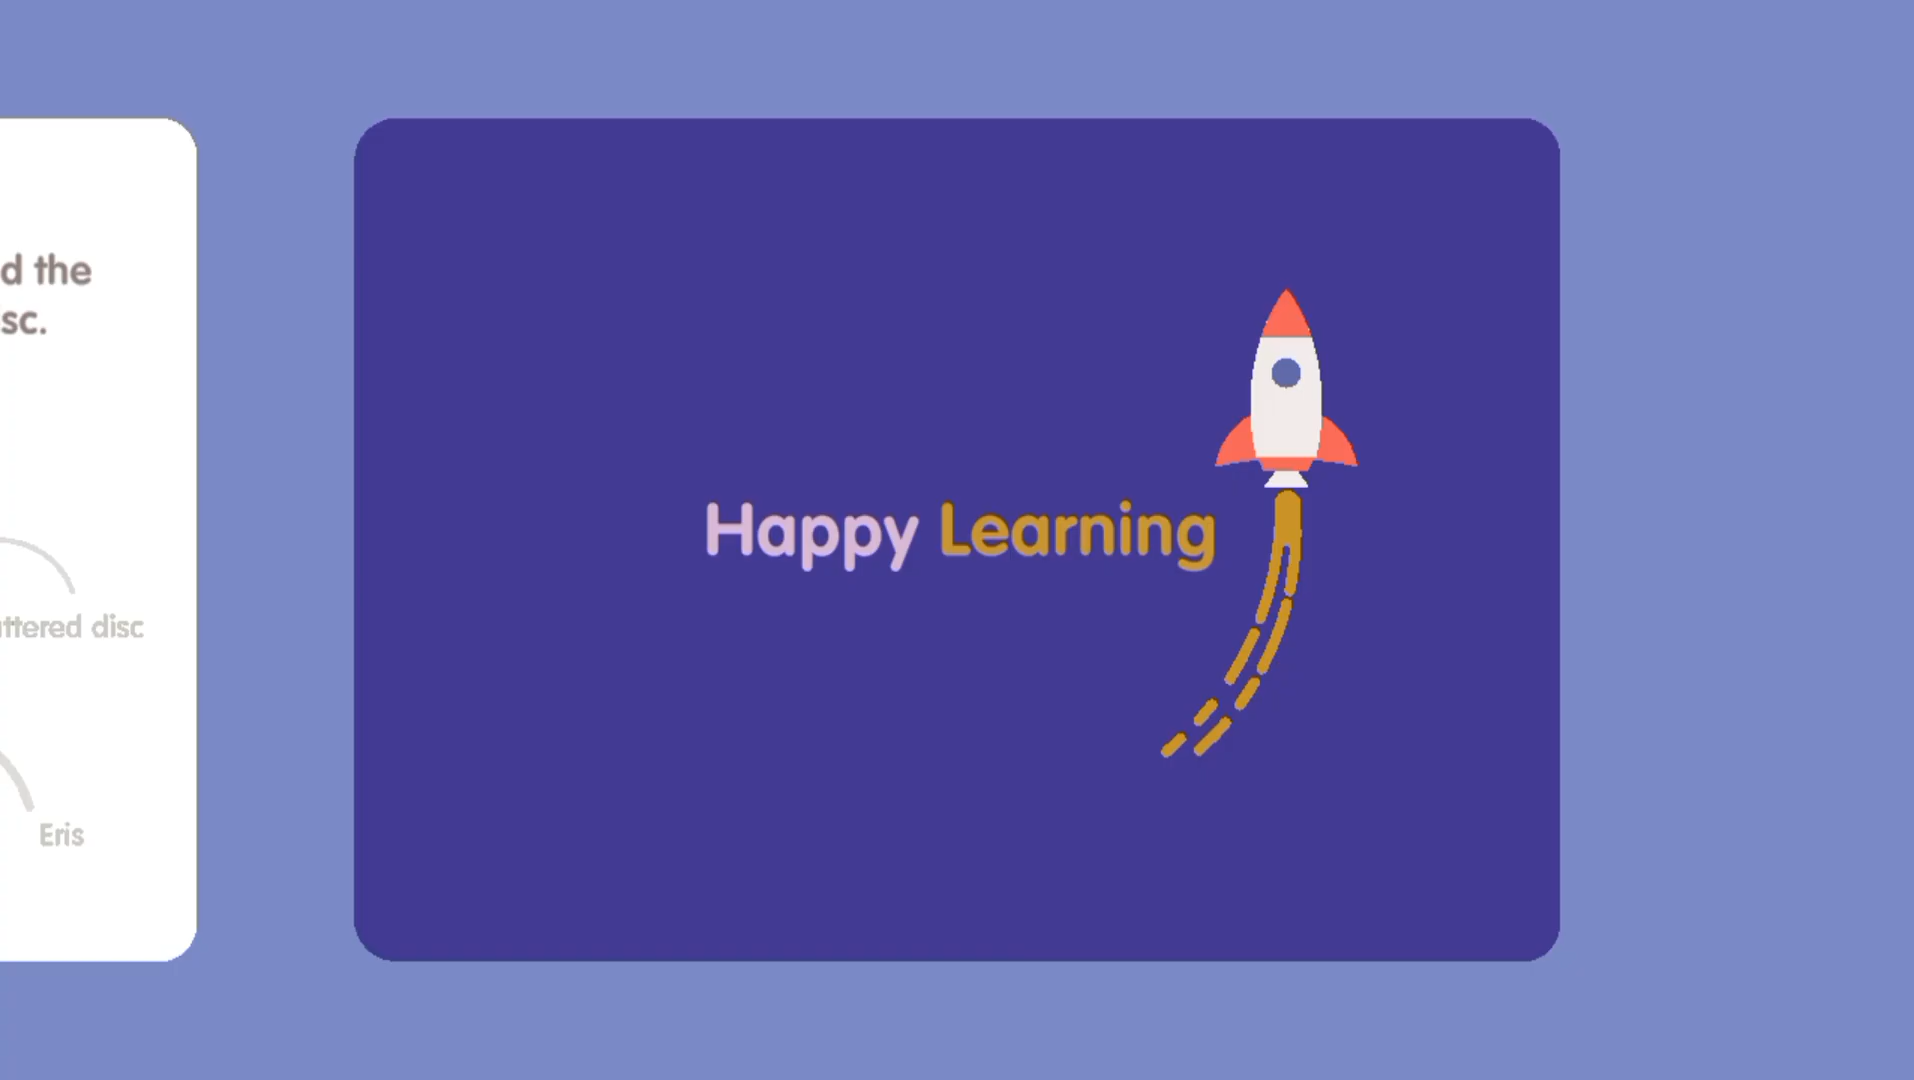 d the
sc.
ttered disc
Eris
Happy Learning